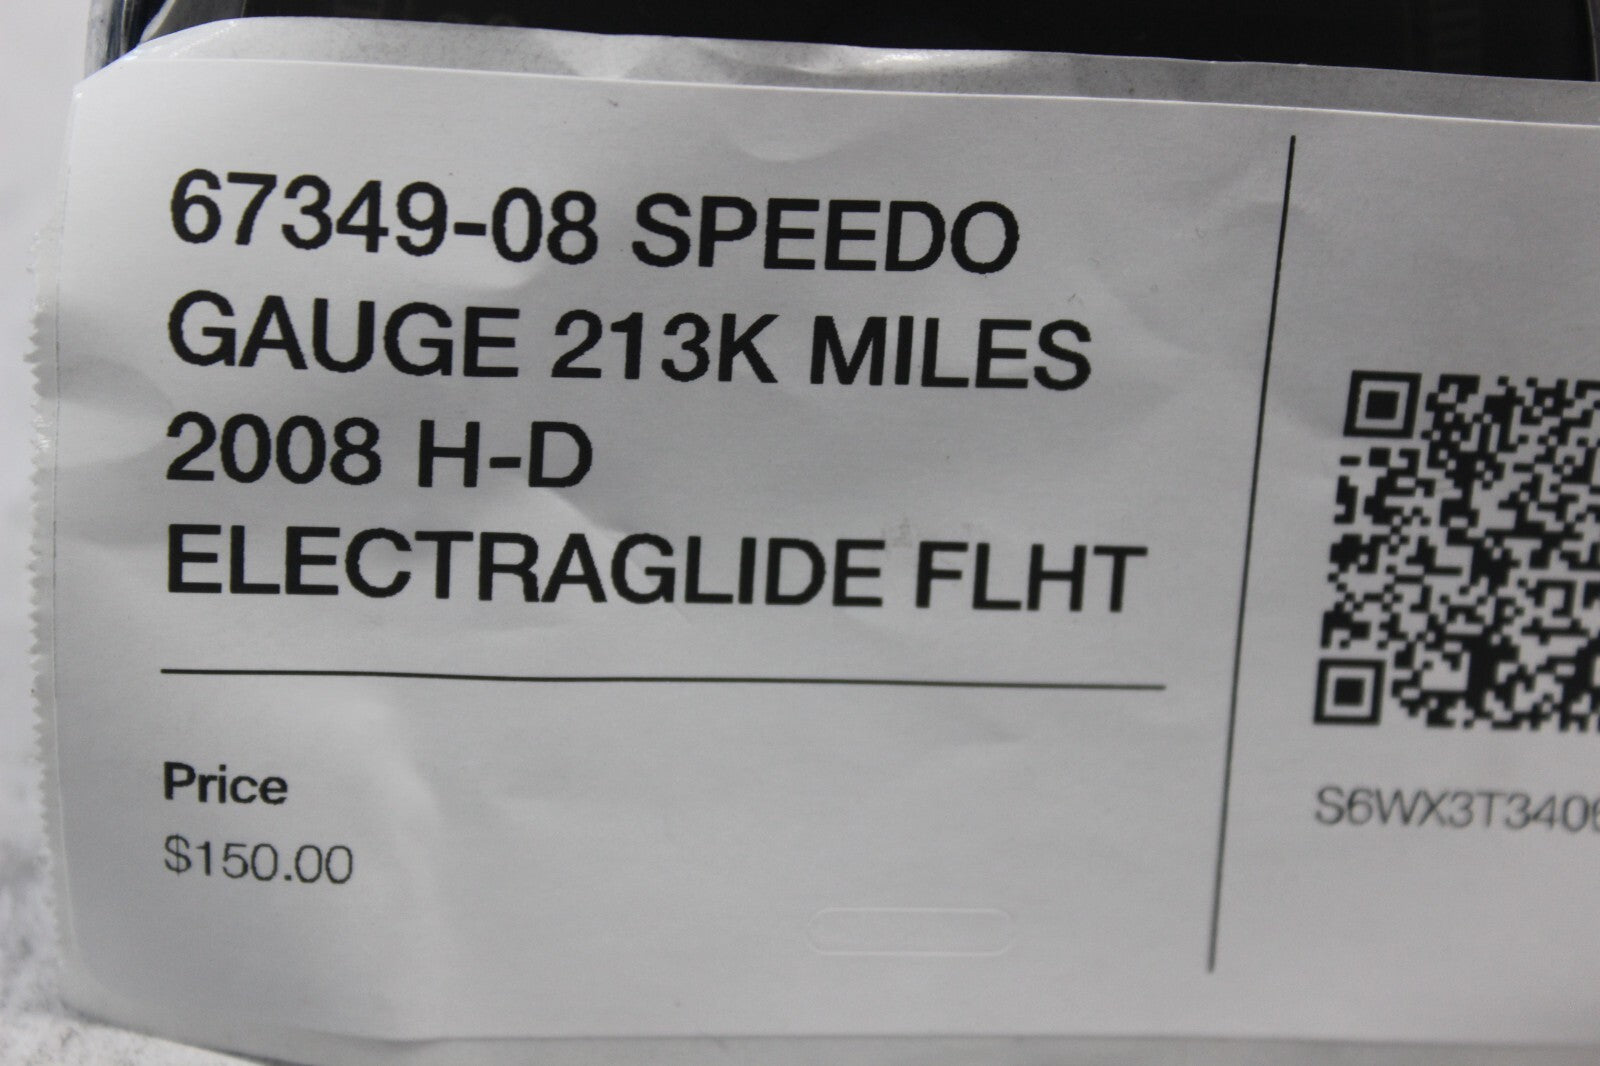 67349-08 SPEEDO
GAUGE 213K MILES
2008 H-D
ELECTRAGLIDE FLHT
Price
$150.00